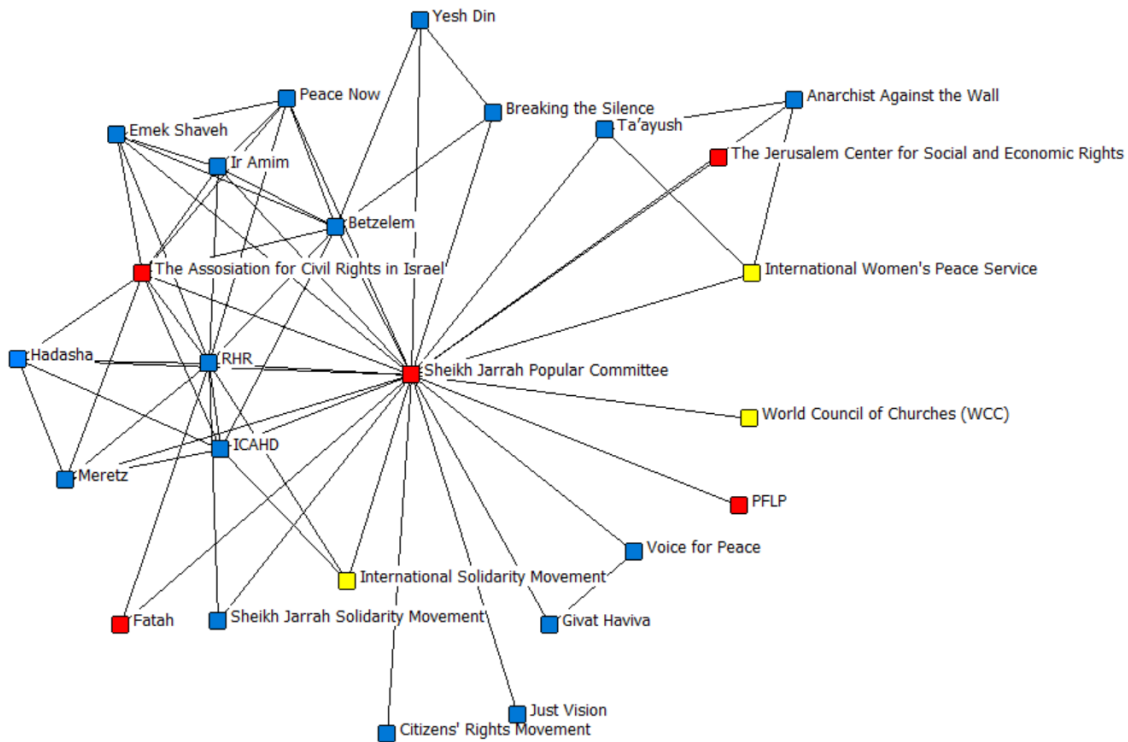 Yesh Din
Peace Now
Breaking the Silence
Anarchist Against the Wall
Emek Shaveh
Ta'ayush
Ir Amim
The Jerusalem Center for Social and Economic Rights
Betzelem
The Assosiation for Civil Rights in Israel
International Women's Peace Service
Hadasha
RHR
Sheikh Jarrah Popular Committee
World Council of Churches (WCC)
ICAHD
Meretz
PFLP
Voice for Peace
International Solidarity Movement
Fatah
Sheikh Jarrah Solidarity Movement
Givat Haviva
Just Vision
Citizens' Rights Movement